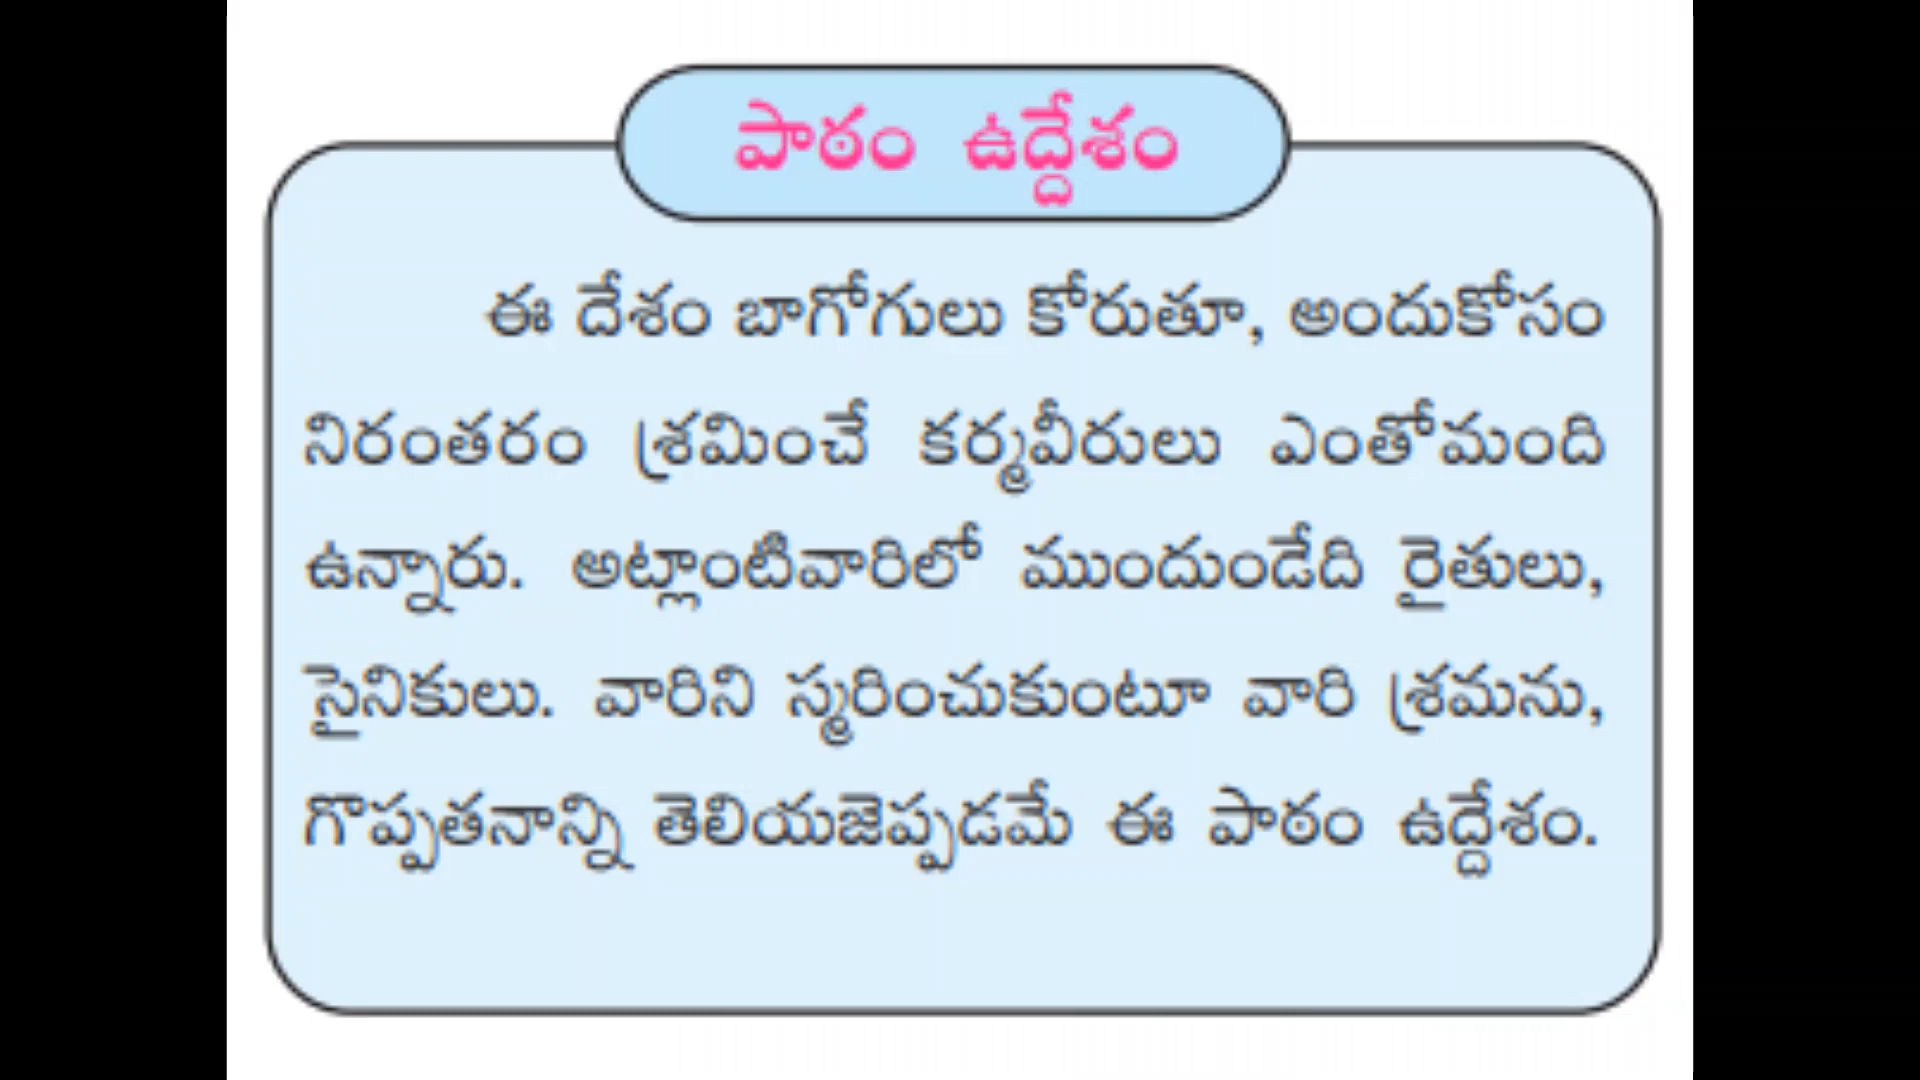 పాఠం ఉద్దేశం
ఈ దేశం బాగోగులు కోరుతూ, అందుకోసం
నిరంతరం శ్రమించే కర్మవీరులు ఎంతోమంది
ఉన్నారు. అట్లాంటివారిలో ముందుండేది రైతులు,
సైనికులు. వారిని స్మరించుకుంటూ వారి శ్రమను,
గొప్పతనాన్ని తెలియజెప్పడమే ఈ పాఠం ఉద్దేశం.